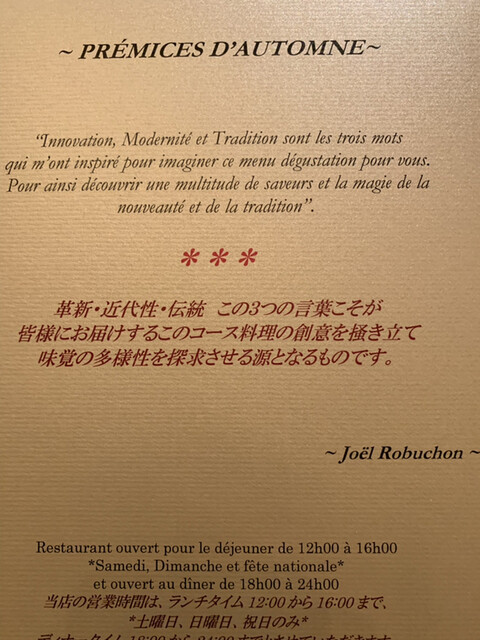 ~ PRÉMICES D'AUTOMNE~
"Innovation, Modernité et Tradition sont les trois mots
qui m'ont inspiré pour imaginer ce menu dégustation pour vous.
Pour ainsi découvrir une multitude de saveurs et la magie de la
nouveauté et de la tradition".
* * *
革新・近代性・伝統 この3つの言葉こそが
皆様にお届けするこのコース料理の創意を掻き立て
味覚の多様性を探求させる源となるものです。
~ Joël Robuchon ~
Restaurant ouvert pour le déjeuner de 12h00 à 16h00
*Samedi, Dimanche et fête nationale*
et ouvert au dîner de 18h00 à 24h00
当店の営業時間は、ランチタイム 12:00 から 16:00 まで、
*土曜日、日曜日、祝日のみ*